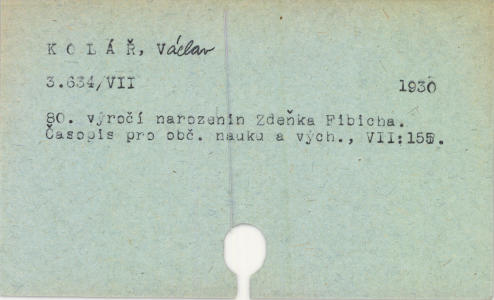 K O L Á Ř, Václav
3.634/VII 1930
80. výročí narozenin Zdeňka Fibicha.
Časopis pro obč. nauku a vých., VII:155.